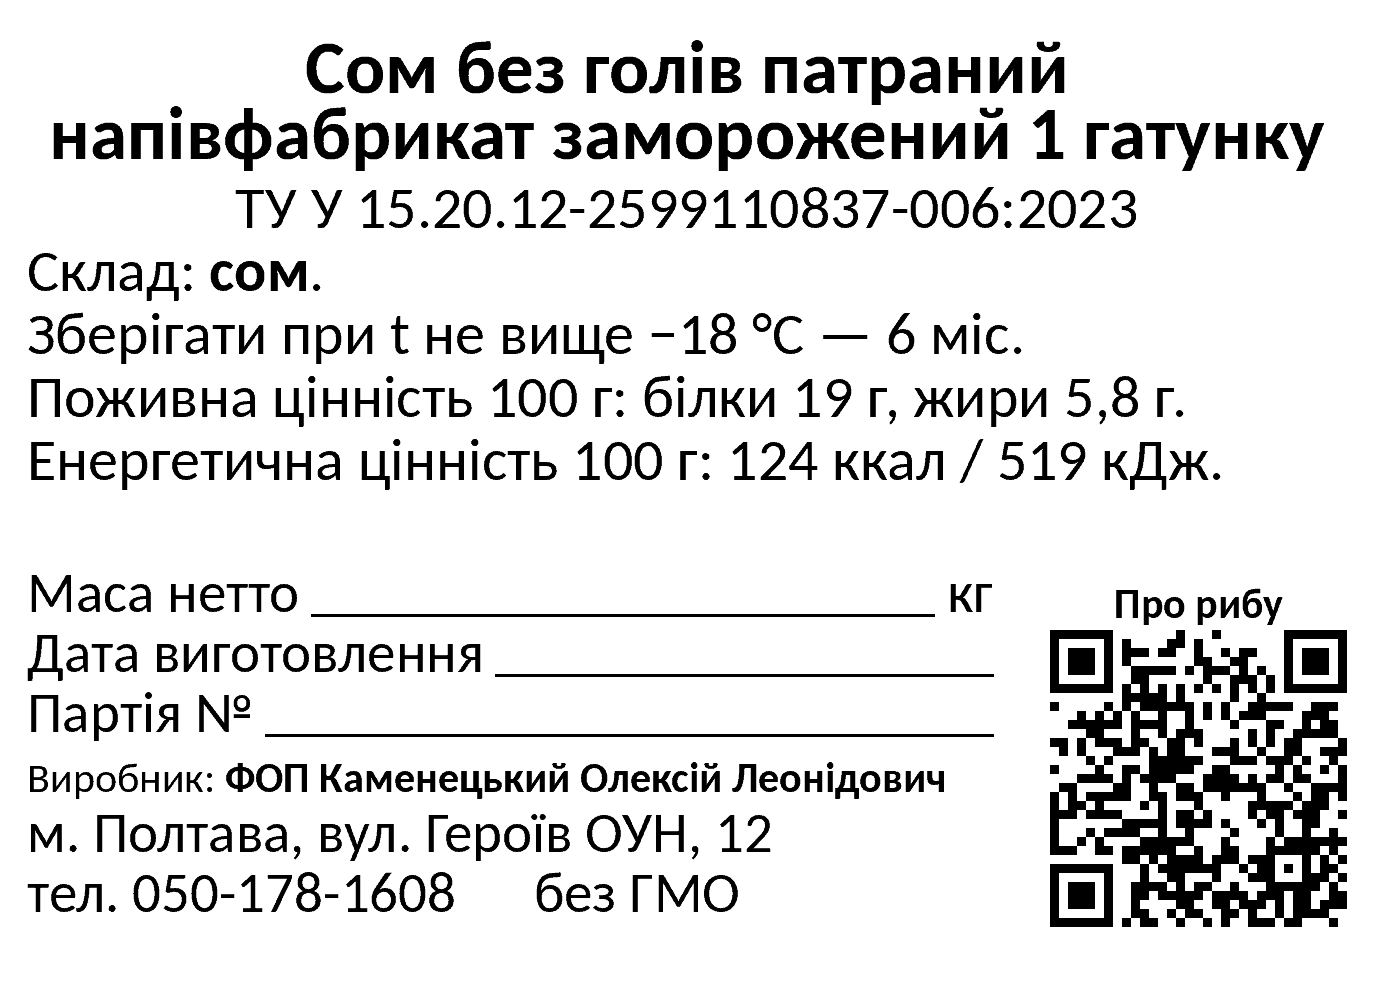 Сом без голів патраний
напівфабрикат заморожений 1 гатунку
ТУ У 15.20.12-2599110837-006:2023
Склад: сом.
Зберігати при t не вище −18 °С — 6 міс.
Поживна цінність 100 г: білки 19 г, жири 5,8 г.
Енергетична цінність 100 г: 124 ккал / 519 кДж.
Маса нетто ____________________ кг
Дата виготовлення ________________
Партія № ________________________
Про рибу
Виробник: ФОП Каменецький Олексій Леонідович
м. Полтава, вул. Героїв ОУН, 12
тел. 050-178-1608 без ГМО